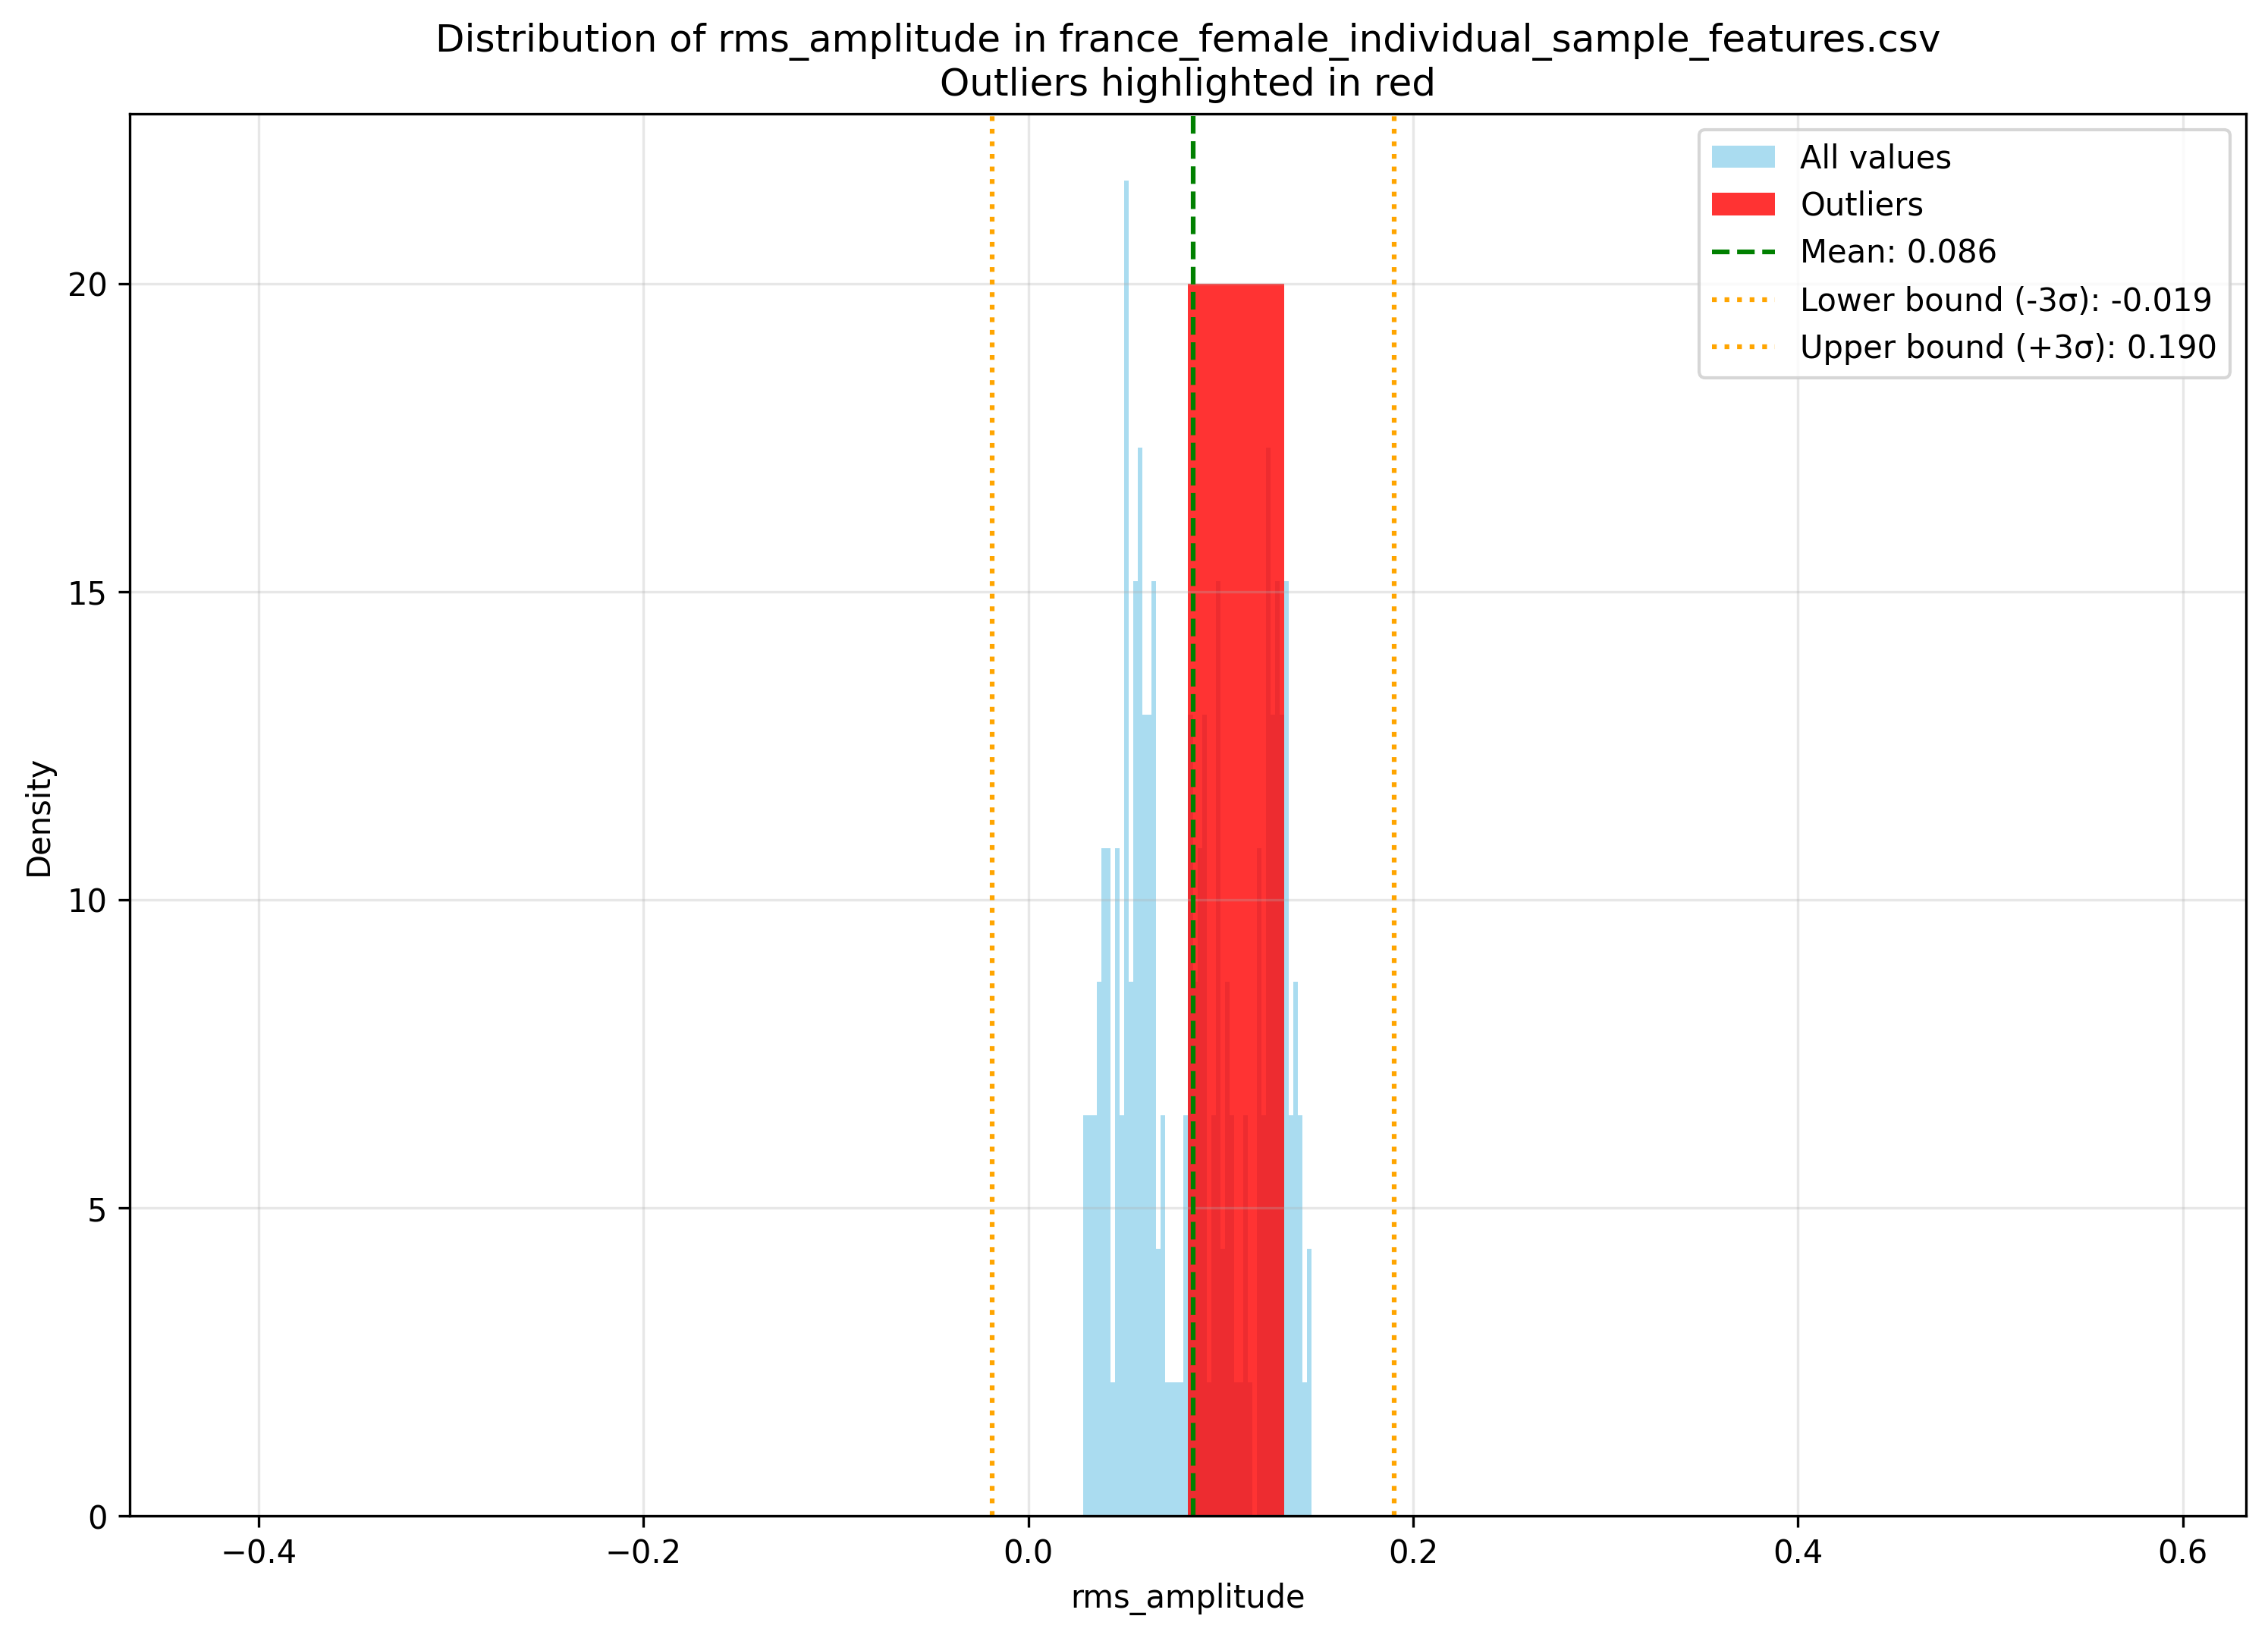 Distribution of rms_amplitude in france_female_individual_sample_features.csv
Outliers highlighted in red
All values
Outliers
Mean: 0.086
Lower bound (-3σ): -0.019
Upper bound (+3σ): 0.190
Density
20
15
10
5
0
−0.4
−0.2
0.0
0.2
0.4
0.6
rms_amplitude